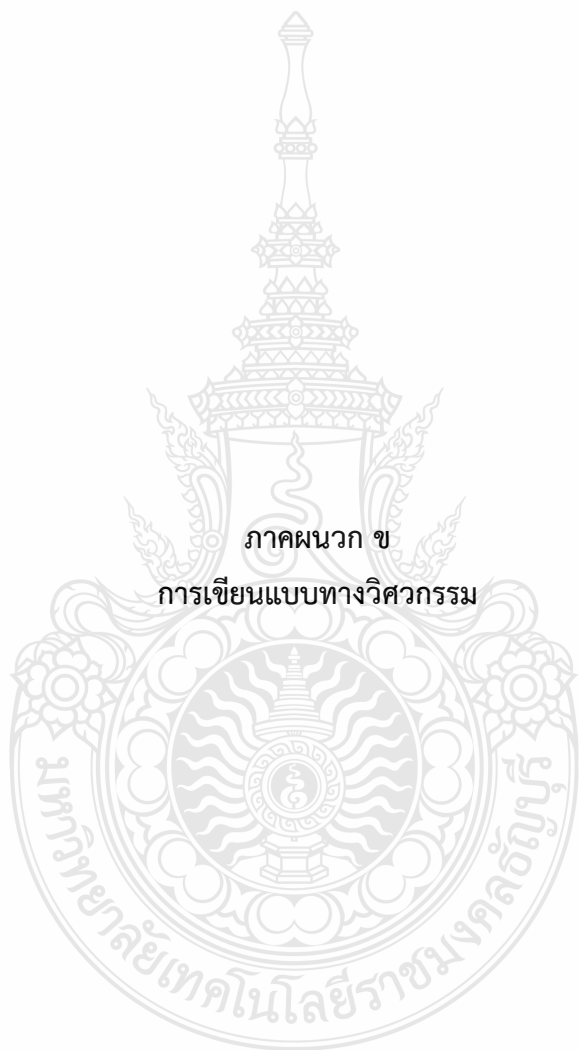 ภาคผนวก ข
การเขียนแบบทางวิศวกรรม
มหาวิทยาลัยเทคโนโลยีราชมงคลธัญบุรี